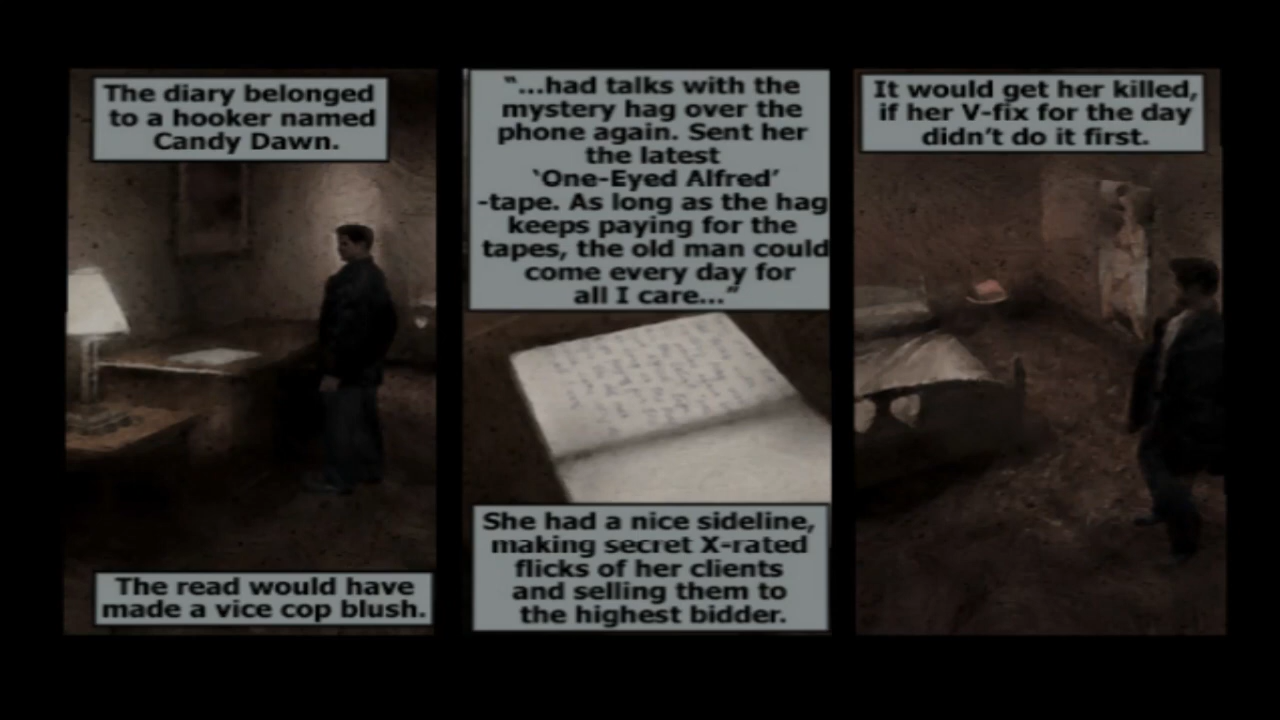 The diary belonged
to a hooker named
Candy Dawn.
The read would have
made a vice cop blush.
“...had talks with the
mystery hag over the
phone again. Sent her
the latest
‘One-Eyed Alfred’
-tape. As long as the hag
keeps paying for the
tapes, the old man could
come every day for
all I care...”
She had a nice sideline,
making secret X-rated
flicks of her clients
and selling them to
the highest bidder.
It would get her killed,
if her V-fix for the day
didn’t do it first.